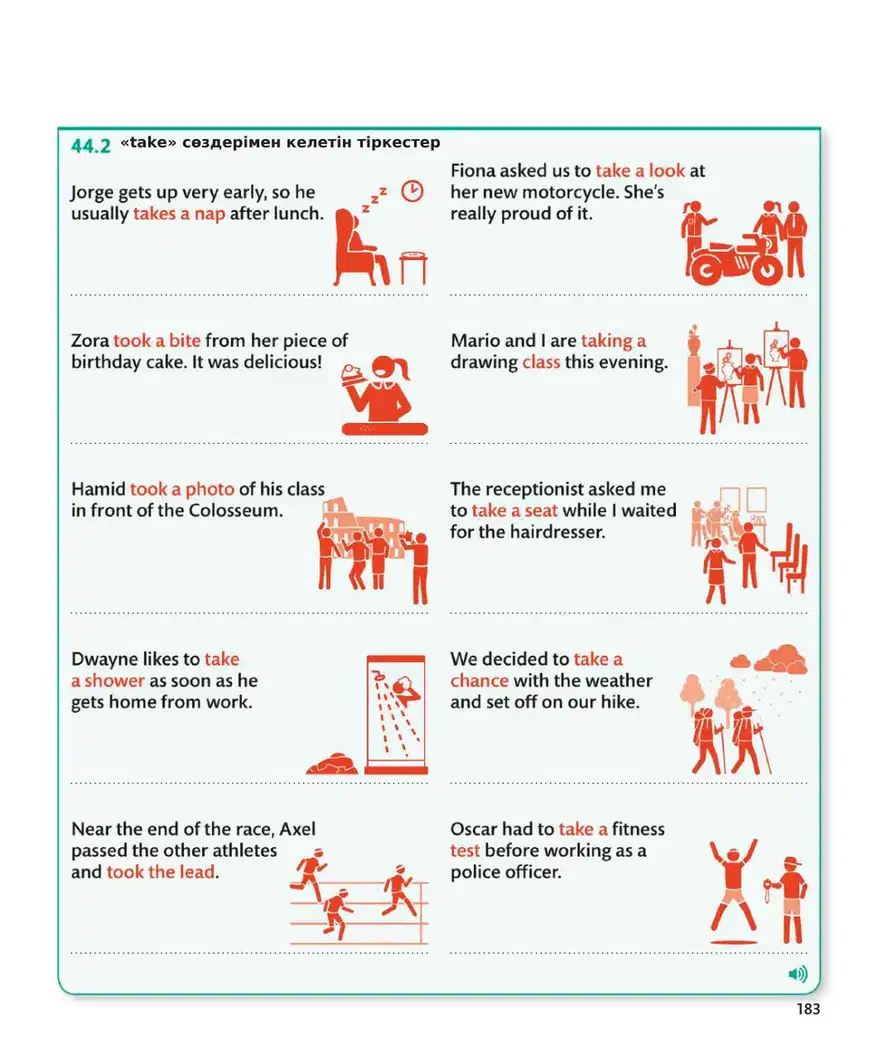 44.2 «take» сөздерімен келетін тіркестер
Jorge gets up very early, so he
usually takes a nap after lunch.
Fiona asked us to take a look at
her new motorcycle. She's
really proud of it.
Zora took a bite from her piece of
birthday cake. It was delicious!
Mario and I are taking a
drawing class this evening.
Hamid took a photo of his class
in front of the Colosseum.
The receptionist asked me
to take a seat while I waited
for the hairdresser.
Dwayne likes to take
a shower as soon as he
gets home from work.
We decided to take a
chance with the weather
and set off on our hike.
Near the end of the race, Axel
passed the other athletes
and took the lead.
Oscar had to take a fitness
test before working as a
police officer.
183